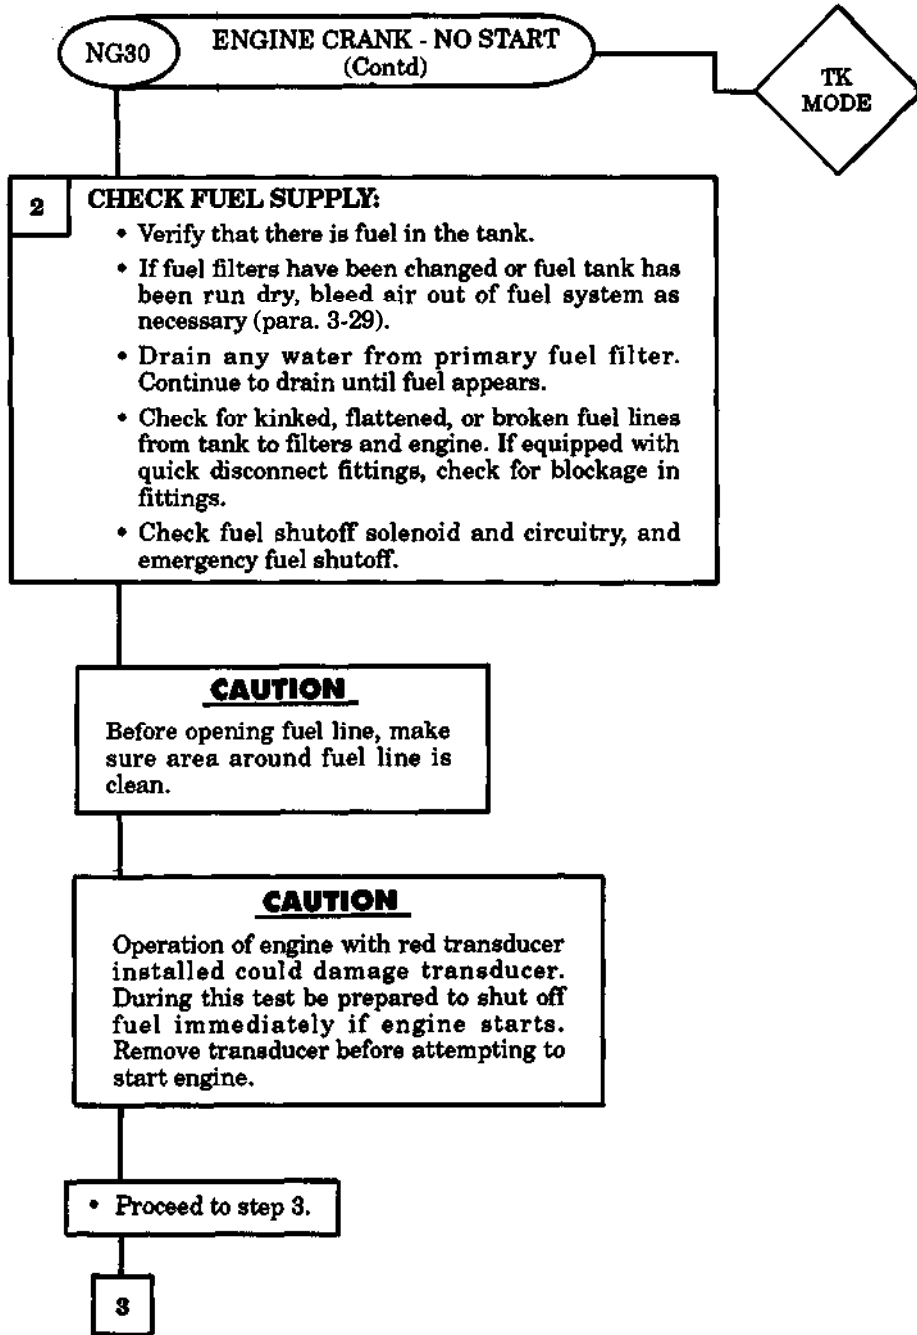 NG30
ENGINE CRANK - NO START
(Contd)
TK
MODE
2
CHECK FUEL SUPPLY:
• Verify that there is fuel in the tank.
• If fuel filters have been changed or fuel tank has
been run dry, bleed air out of fuel system as
necessary (para. 3-29).
• Drain any water from primary fuel filter.
Continue to drain until fuel appears.
• Check for kinked, flattened, or broken fuel lines
from tank to filters and engine. If equipped with
quick disconnect fittings, check for blockage in
fittings.
• Check fuel shutoff solenoid and circuitry, and
emergency fuel shutoff.
CAUTION
Before opening fuel line, make
sure area around fuel line is
clean.
CAUTION
Operation of engine with red transducer
installed could damage transducer.
During this test be prepared to shut off
fuel immediately if engine starts.
Remove transducer before attempting to
start engine.
• Proceed to step 3.
3